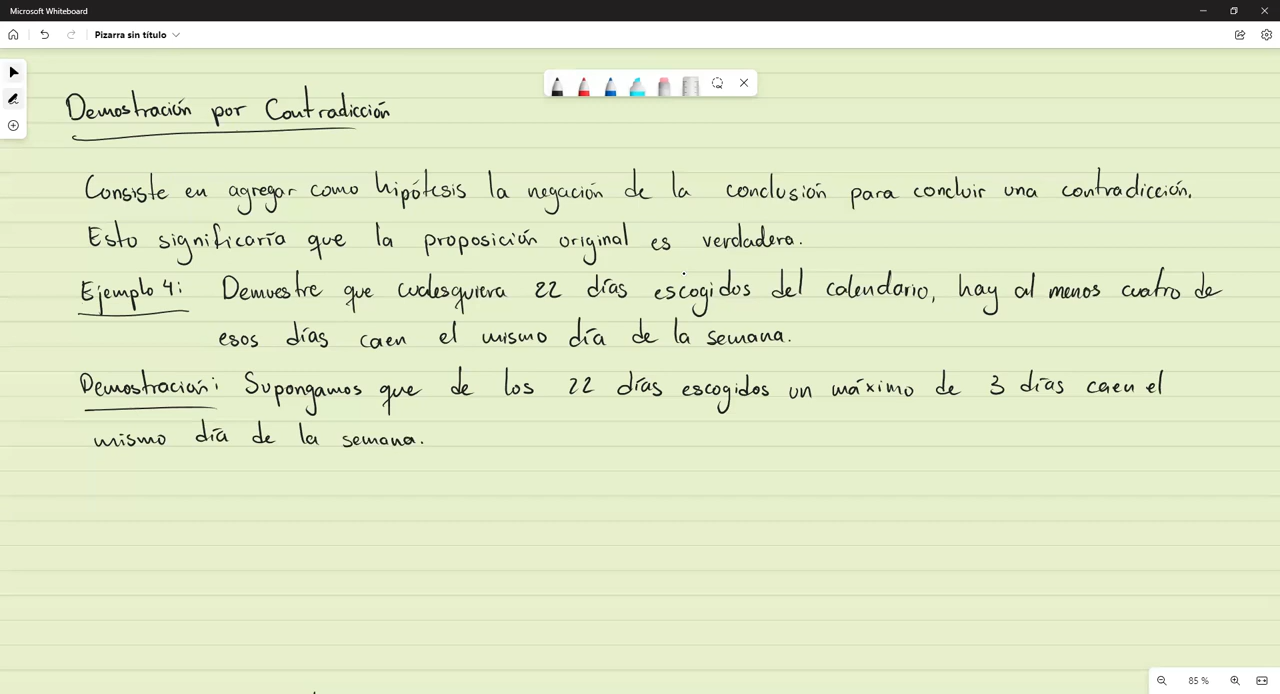 Microsoft Whiteboard
Pizarra sin título
Demostración por Contradicción
Consiste en agregar como hipótesis la negación de la conclusión para concluir una contradicción.
Esto significaría que la proposición original es verdadera.
Ejemplo 4: Demuestre que cualesquiera 22 días escogidos del calendario, hay al menos cuatro de
esos días caen el mismo día de la semana.
Demostración: Supongamos que de los 22 días escogidos un máximo de 3 días caen el
mismo día de la semana.
85 %